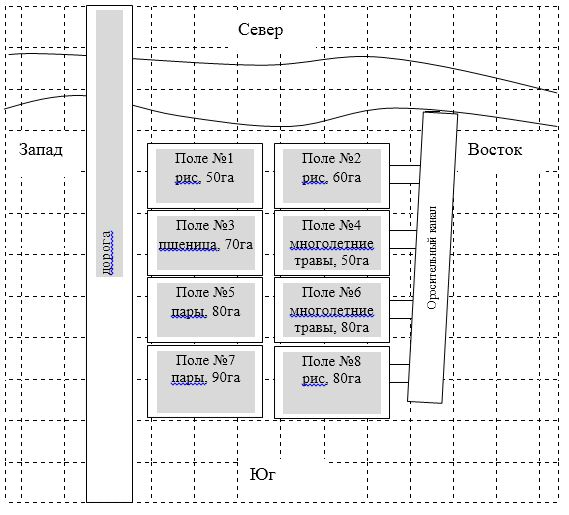 Север
Запад
Восток
Поле №1
рис, 50га
Поле №2
рис, 60га
Поле №3
пшеница, 70га
Поле №4
многолетние
травы, 50га
дорога
Оросительный канал
Поле №5
пары, 80га
Поле №6
многолетние
травы, 80га
Поле №7
пары, 90га
Поле №8
рис, 80га
Юг